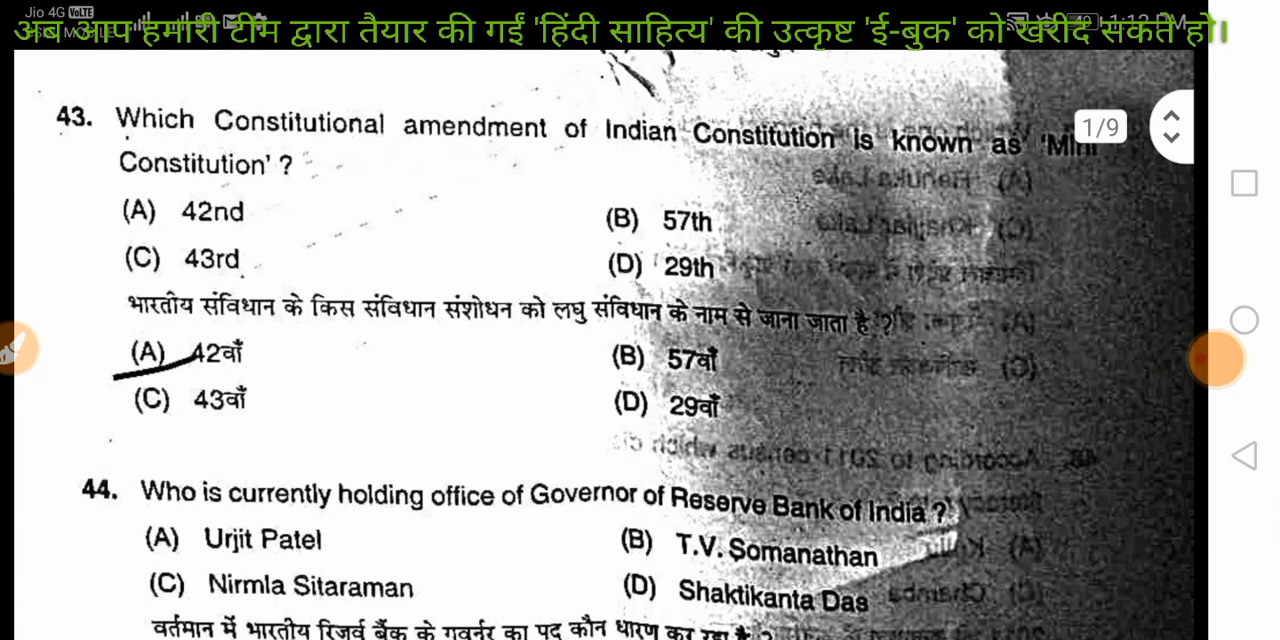 Jio 4G VoLTE
अब आप हमारी टीम द्वारा तैयार की गईं 'हिंदी साहित्य' की उत्कृष्ट 'ई-बुक' को खरीद सकते हो।
1/9
43. Which Constitutional amendment of Indian Constitution is known as 'Mini
Constitution' ?
(A) 42nd (B) 57th
(C) 43rd (D) 29th
भारतीय संविधान के किस संविधान संशोधन को लघु संविधान के नाम से जाना जाता है ?
(A) 42वाँ (B) 57वाँ
(C) 43वाँ (D) 29वाँ
44. Who is currently holding office of Governor of Reserve Bank of India ?
(A) Urjit Patel (B) T.V. Somanathan
(C) Nirmla Sitaraman (D) Shaktikanta Das
वर्तमान में भारतीय रिजर्व बैंक के गवर्नर का पद कौन धारण कर रहा है ?